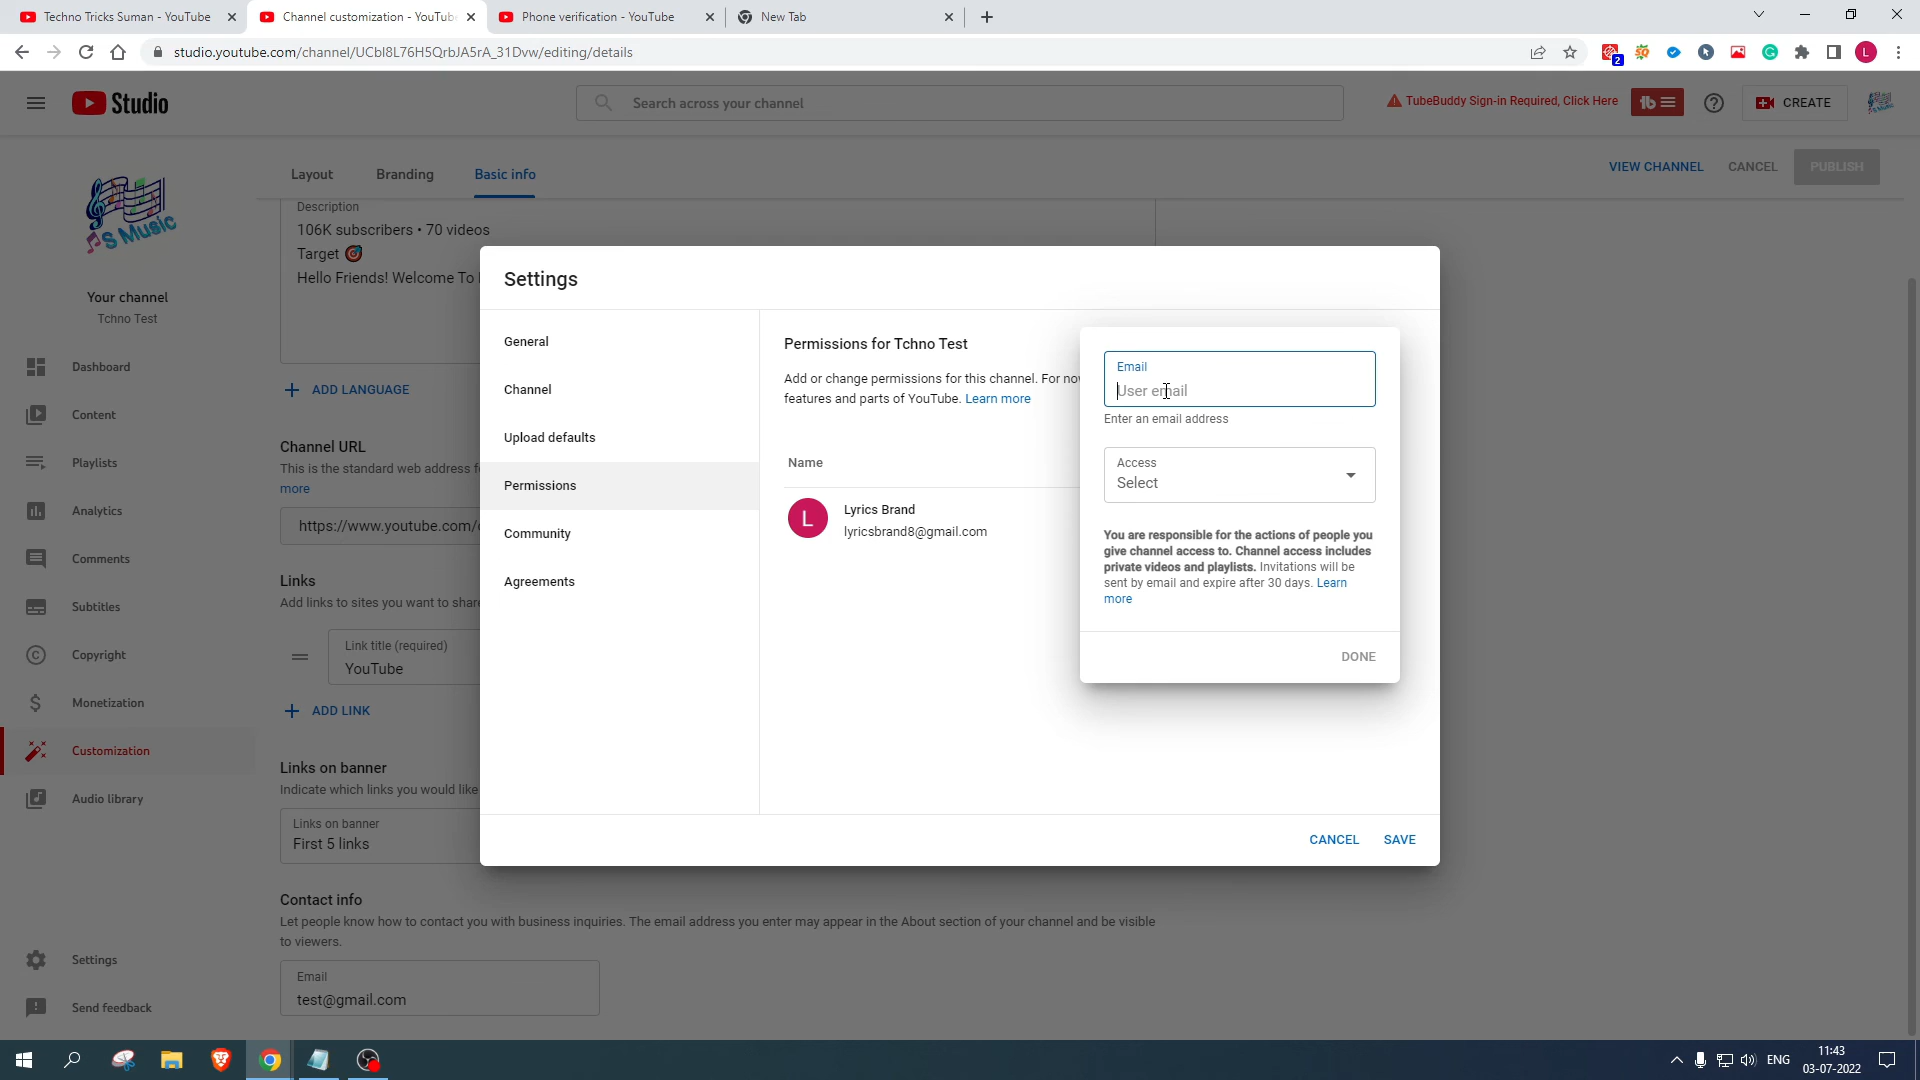 Techno Tricks Suman - YouTube
Channel customization - YouTube
Phone verification - YouTube
New Tab
studio.youtube.com/channel/UCbI8L76H5QrbJA5rA_31Dvw/editing/details
2
L
Studio
Search across your channel
TubeBuddy Sign-in Required, Click Here
tb
CREATE
S Music
Your channel
Tchno Test
Dashboard
Content
Playlists
Analytics
Comments
Subtitles
Copyright
Monetization
Customization
Audio library
Settings
Send feedback
Layout
Branding
Basic info
VIEW CHANNEL
CANCEL
PUBLISH
Description
106K subscribers • 70 videos
Target 🎯
Hello Friends! Welcome To
ADD LANGUAGE
Channel URL
This is the standard web address
more
https://www.youtube.com/
Links
Add links to sites you want to share
Link title (required)
YouTube
ADD LINK
Links on banner
Indicate which links you would like
Links on banner
First 5 links
Contact info
Let people know how to contact you with business inquiries. The email address you enter may appear in the About section of your channel and be visible
to viewers.
Email
test@gmail.com
Settings
General
Channel
Upload defaults
Permissions
Community
Agreements
Permissions for Tchno Test
Add or change permissions for this channel. For
features and parts of YouTube. Learn more
Name
L
Lyrics Brand
lyricsbrand8@gmail.com
Email
User email
Enter an email address
Access
Select
You are responsible for the actions of people you
give channel access to. Channel access includes
private videos and playlists. Invitations will be
sent by email and expire after 30 days. Learn
more
DONE
CANCEL
SAVE
ENG
11:43
03-07-2022